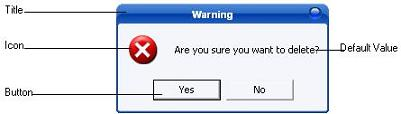 Title
Warning
Icon
Are you sure you want to delete?
Default Value
Button
Yes
No